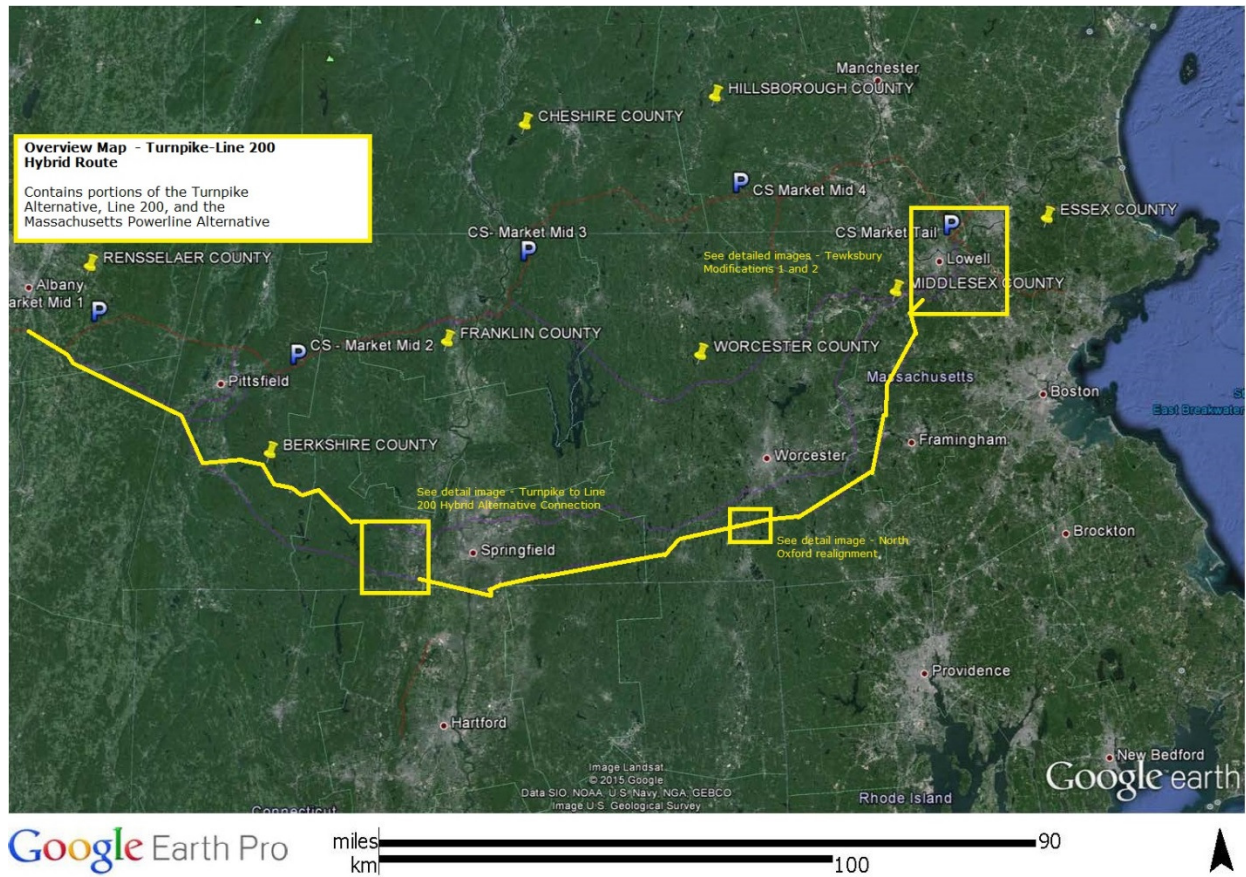 Manchester
HILLSBOROUGH COUNTY
CHESHIRE COUNTY
Overview Map - Turnpike-Line 200
Hybrid Route
Contains portions of the Turnpike
Alternative, Line 200, and the
Massachusetts Powerline Alternative
CS Market Mid 4
ESSEX COUNTY
CS- Market Mid 3
CS Market Tail
RENSSELAER COUNTY
See detailed images - Tewksbury
Modifications 1 and 2
Lowell
Albany
MIDDLESEX COUNTY
arket Mid 1
FRANKLIN COUNTY
CS - Market Mid 2
WORCESTER COUNTY
Pittsfield
Massachusetts
Boston
East Breakwater
BERKSHIRE COUNTY
Framingham
Worcester
See detail image - Turnpike to Line
200 Hybrid Alternative Connection
Springfield
See detail image - North
Oxford realignment
Brockton
Providence
Hartford
New Bedford
Image Landsat
© 2015 Google
Data SIO, NOAA, U.S. Navy, NGA, GEBCO
Image U.S. Geological Survey
Google earth
Rhode Island
Connecticut
Google Earth Pro
miles
90
km
100